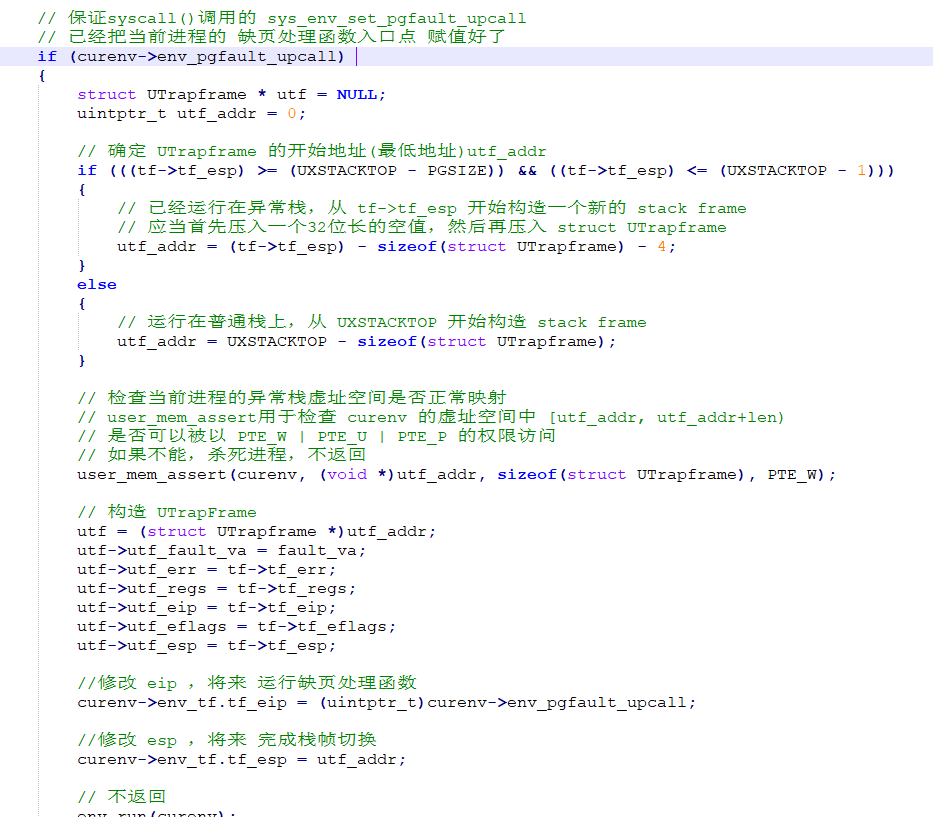 // 保证syscall()调用的 sys_env_set_pgfault_upcall
// 已经把当前进程的 缺页处理函数入口点 赋值好了
if (curenv->env_pgfault_upcall)
{
struct UTrapframe * utf = NULL;
uintptr_t utf_addr = 0;
// 确定 UTrapframe 的开始地址(最低地址)utf_addr
if (((tf->tf_esp) >= (UXSTACKTOP - PGSIZE)) && ((tf->tf_esp) <= (UXSTACKTOP - 1)))
{
// 已经运行在异常栈，从 tf->tf_esp 开始构造一个新的 stack frame
// 应当首先压入一个32位长的空值，然后再压入 struct UTrapframe
utf_addr = (tf->tf_esp) - sizeof(struct UTrapframe) - 4;
}
else
{
// 运行在普通栈上，从 UXSTACKTOP 开始构造 stack frame
utf_addr = UXSTACKTOP - sizeof(struct UTrapframe);
}
// 检查当前进程的异常栈虚址空间是否正常映射
// user_mem_assert用于检查 curenv 的虚址空间中 [utf_addr, utf_addr+len)
// 是否可以被以 PTE_W | PTE_U | PTE_P 的权限访问
// 如果不能，杀死进程，不返回
user_mem_assert(curenv, (void *)utf_addr, sizeof(struct UTrapframe), PTE_W);
// 构造 UTrapFrame
utf = (struct UTrapframe *)utf_addr;
utf->utf_fault_va = fault_va;
utf->utf_err = tf->tf_err;
utf->utf_regs = tf->tf_regs;
utf->utf_eip = tf->tf_eip;
utf->utf_eflags = tf->tf_eflags;
utf->utf_esp = tf->tf_esp;
//修改 eip ，将来 运行缺页处理函数
curenv->env_tf.tf_eip = (uintptr_t)curenv->env_pgfault_upcall;
//修改 esp ，将来 完成栈帧切换
curenv->env_tf.tf_esp = utf_addr;
// 不返回
env_run(curenv);